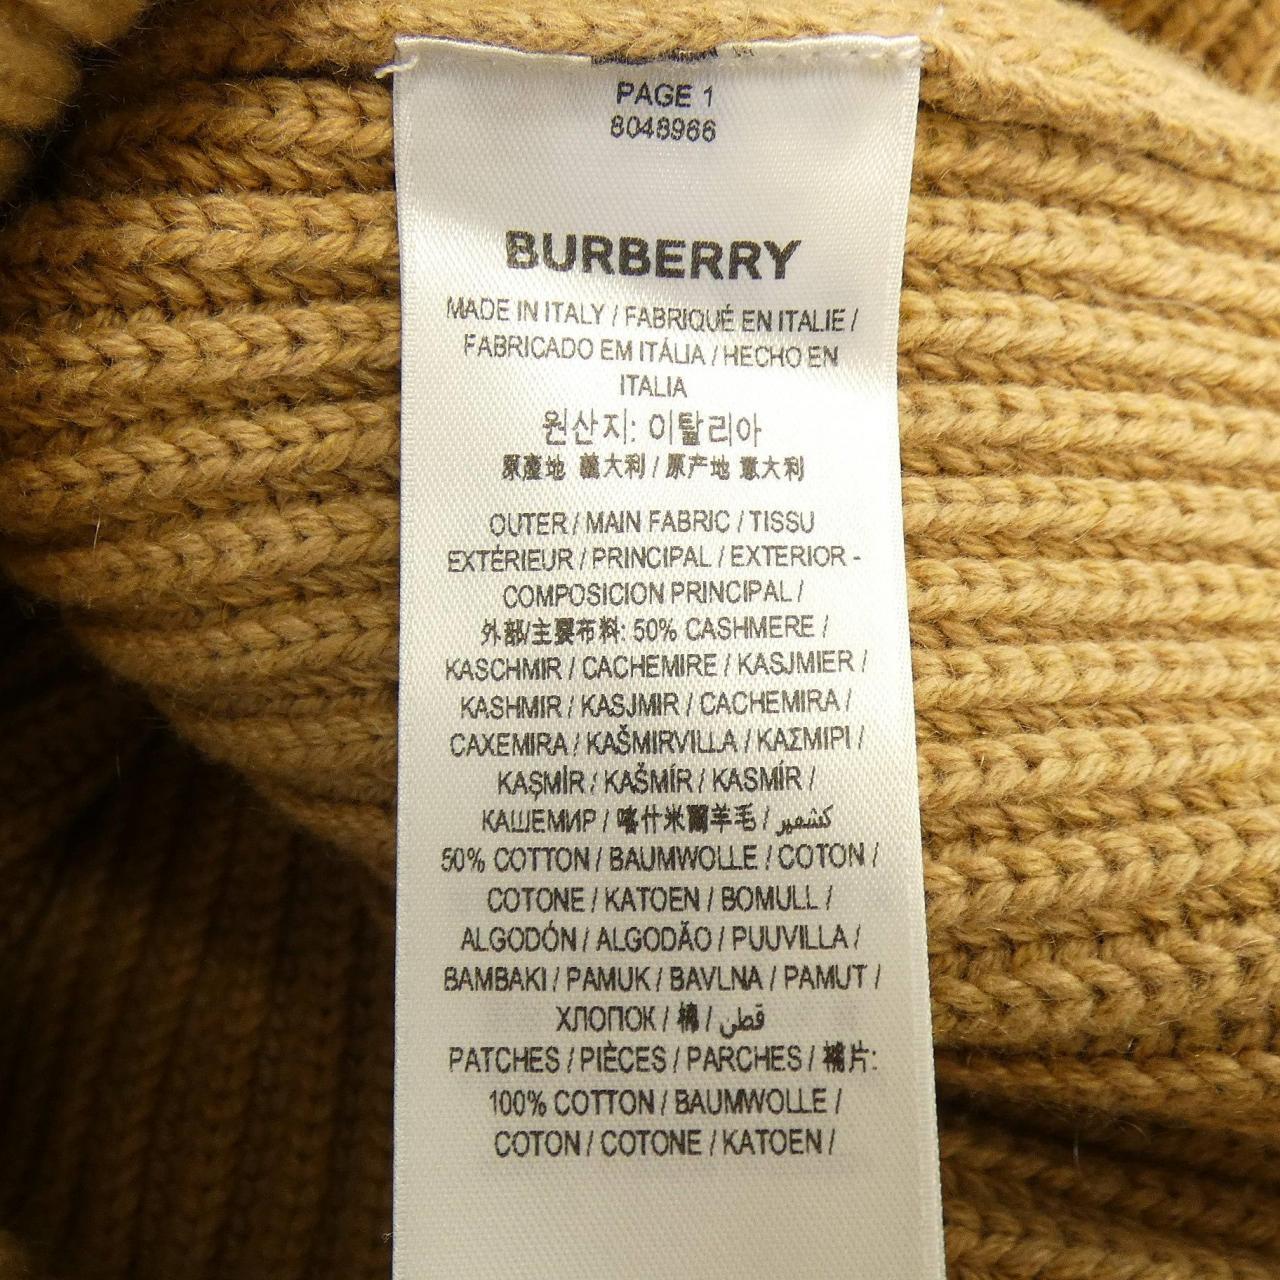 PAGE 1
8048966
BURBERRY
MADE IN ITALY / FABRIQUÉ EN ITALIE /
FABRICADO EM ITÁLIA / HECHO EN
ITALIA
원산지: 이탈리아
原產地 義大利 / 原产地 意大利
OUTER / MAIN FABRIC / TISSU
EXTÉRIEUR / PRINCIPAL / EXTERIOR -
COMPOSICION PRINCIPAL /
外部/主要布料: 50% CASHMERE /
KASCHMIR / CACHEMIRE / KASJMIER /
KASHMIR / KASJMIR / CACHEMIRA /
CAXEMIRA / KAŠMIRVILLA / ΚΑΣΜΙΡΙ /
KAŞMİR / KAŠMÍR / KASMÍR /
КАШЕМИР / 喀什米爾羊毛 / كشمير
50% COTTON / BAUMWOLLE / COTON /
COTONE / KATOEN / BOMULL /
ALGODÓN / ALGODÃO / PUUVILLA /
BAMBAKI / PAMUK / BAVLNA / PAMUT /
ХЛОПОК / 棉 / قطن
PATCHES / PIÈCES / PARCHES / 補片:
100% COTTON / BAUMWOLLE /
COTON / COTONE / KATOEN /